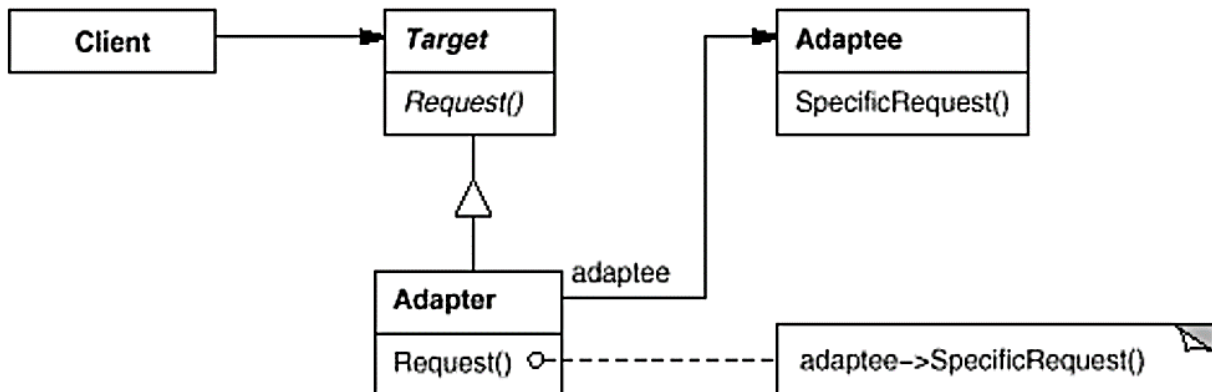 Client
Target
Request()
Adaptee
SpecificRequest()
adaptee
Adapter
Request()
adaptee->SpecificRequest()